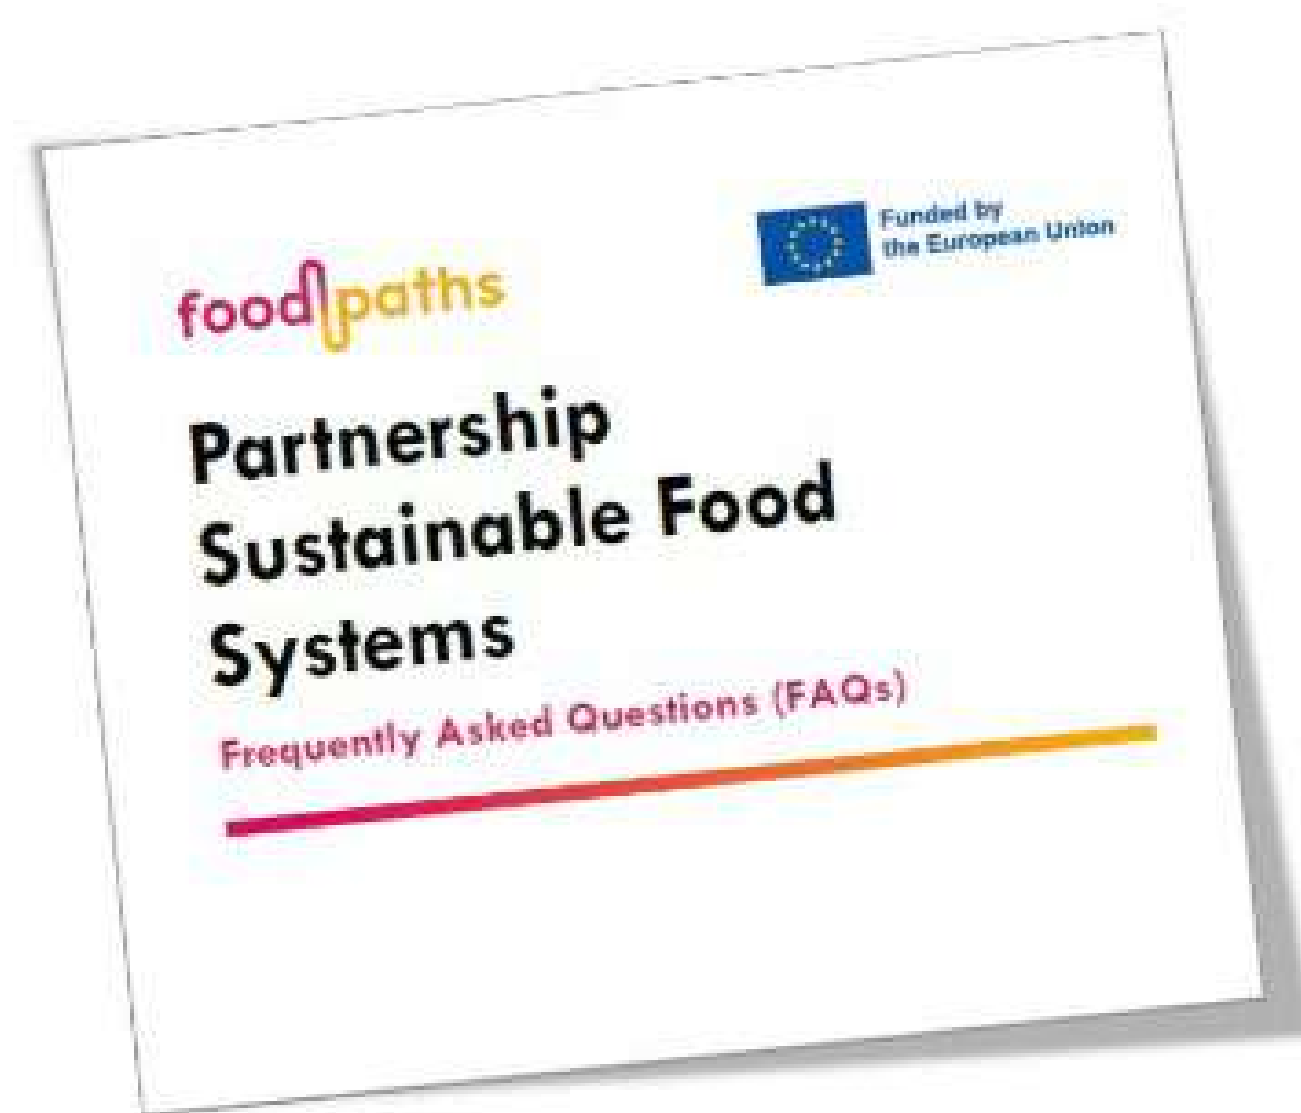 Funded by
the European Union
foodpaths
Partnership
Sustainable Food
Systems
Frequently Asked Questions (FAQs)